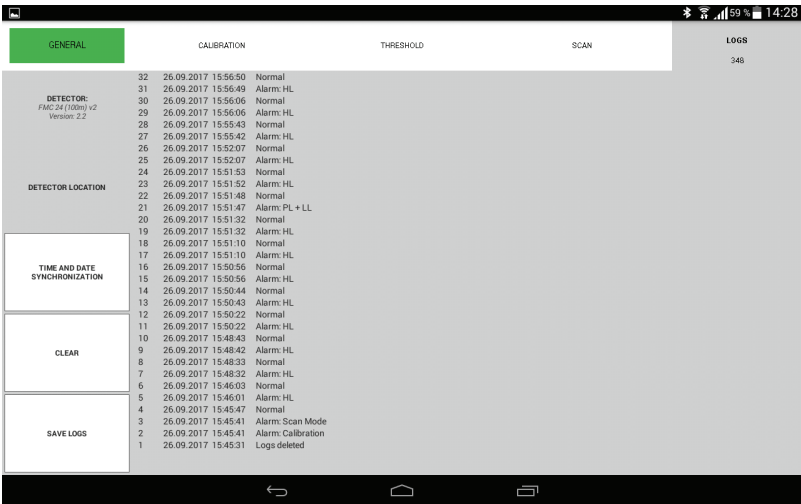 59 % 14:28
GENERAL CALIBRATION THRESHOLD SCAN LOGS
348
DETECTOR:
FMC 24 (100m) v2
Version: 2.2
DETECTOR LOCATION
TIME AND DATE
SYNCHRONIZATION
CLEAR
SAVE LOGS
32 26.09.2017 15:56:50 Normal
31 26.09.2017 15:56:49 Alarm: HL
30 26.09.2017 15:56:06 Normal
29 26.09.2017 15:56:06 Alarm: HL
28 26.09.2017 15:55:43 Normal
27 26.09.2017 15:55:42 Alarm: HL
26 26.09.2017 15:52:07 Normal
25 26.09.2017 15:52:07 Alarm: HL
24 26.09.2017 15:51:53 Normal
23 26.09.2017 15:51:52 Alarm: HL
22 26.09.2017 15:51:48 Normal
21 26.09.2017 15:51:47 Alarm: PL + LL
20 26.09.2017 15:51:32 Normal
19 26.09.2017 15:51:32 Alarm: HL
18 26.09.2017 15:51:10 Normal
17 26.09.2017 15:51:10 Alarm: HL
16 26.09.2017 15:50:56 Normal
15 26.09.2017 15:50:56 Alarm: HL
14 26.09.2017 15:50:44 Normal
13 26.09.2017 15:50:43 Alarm: HL
12 26.09.2017 15:50:22 Normal
11 26.09.2017 15:50:22 Alarm: HL
10 26.09.2017 15:48:43 Normal
9 26.09.2017 15:48:42 Alarm: HL
8 26.09.2017 15:48:33 Normal
7 26.09.2017 15:48:32 Alarm: HL
6 26.09.2017 15:46:03 Normal
5 26.09.2017 15:46:01 Alarm: HL
4 26.09.2017 15:45:47 Normal
3 26.09.2017 15:45:41 Alarm: Scan Mode
2 26.09.2017 15:45:41 Alarm: Calibration
1 26.09.2017 15:45:31 Logs deleted